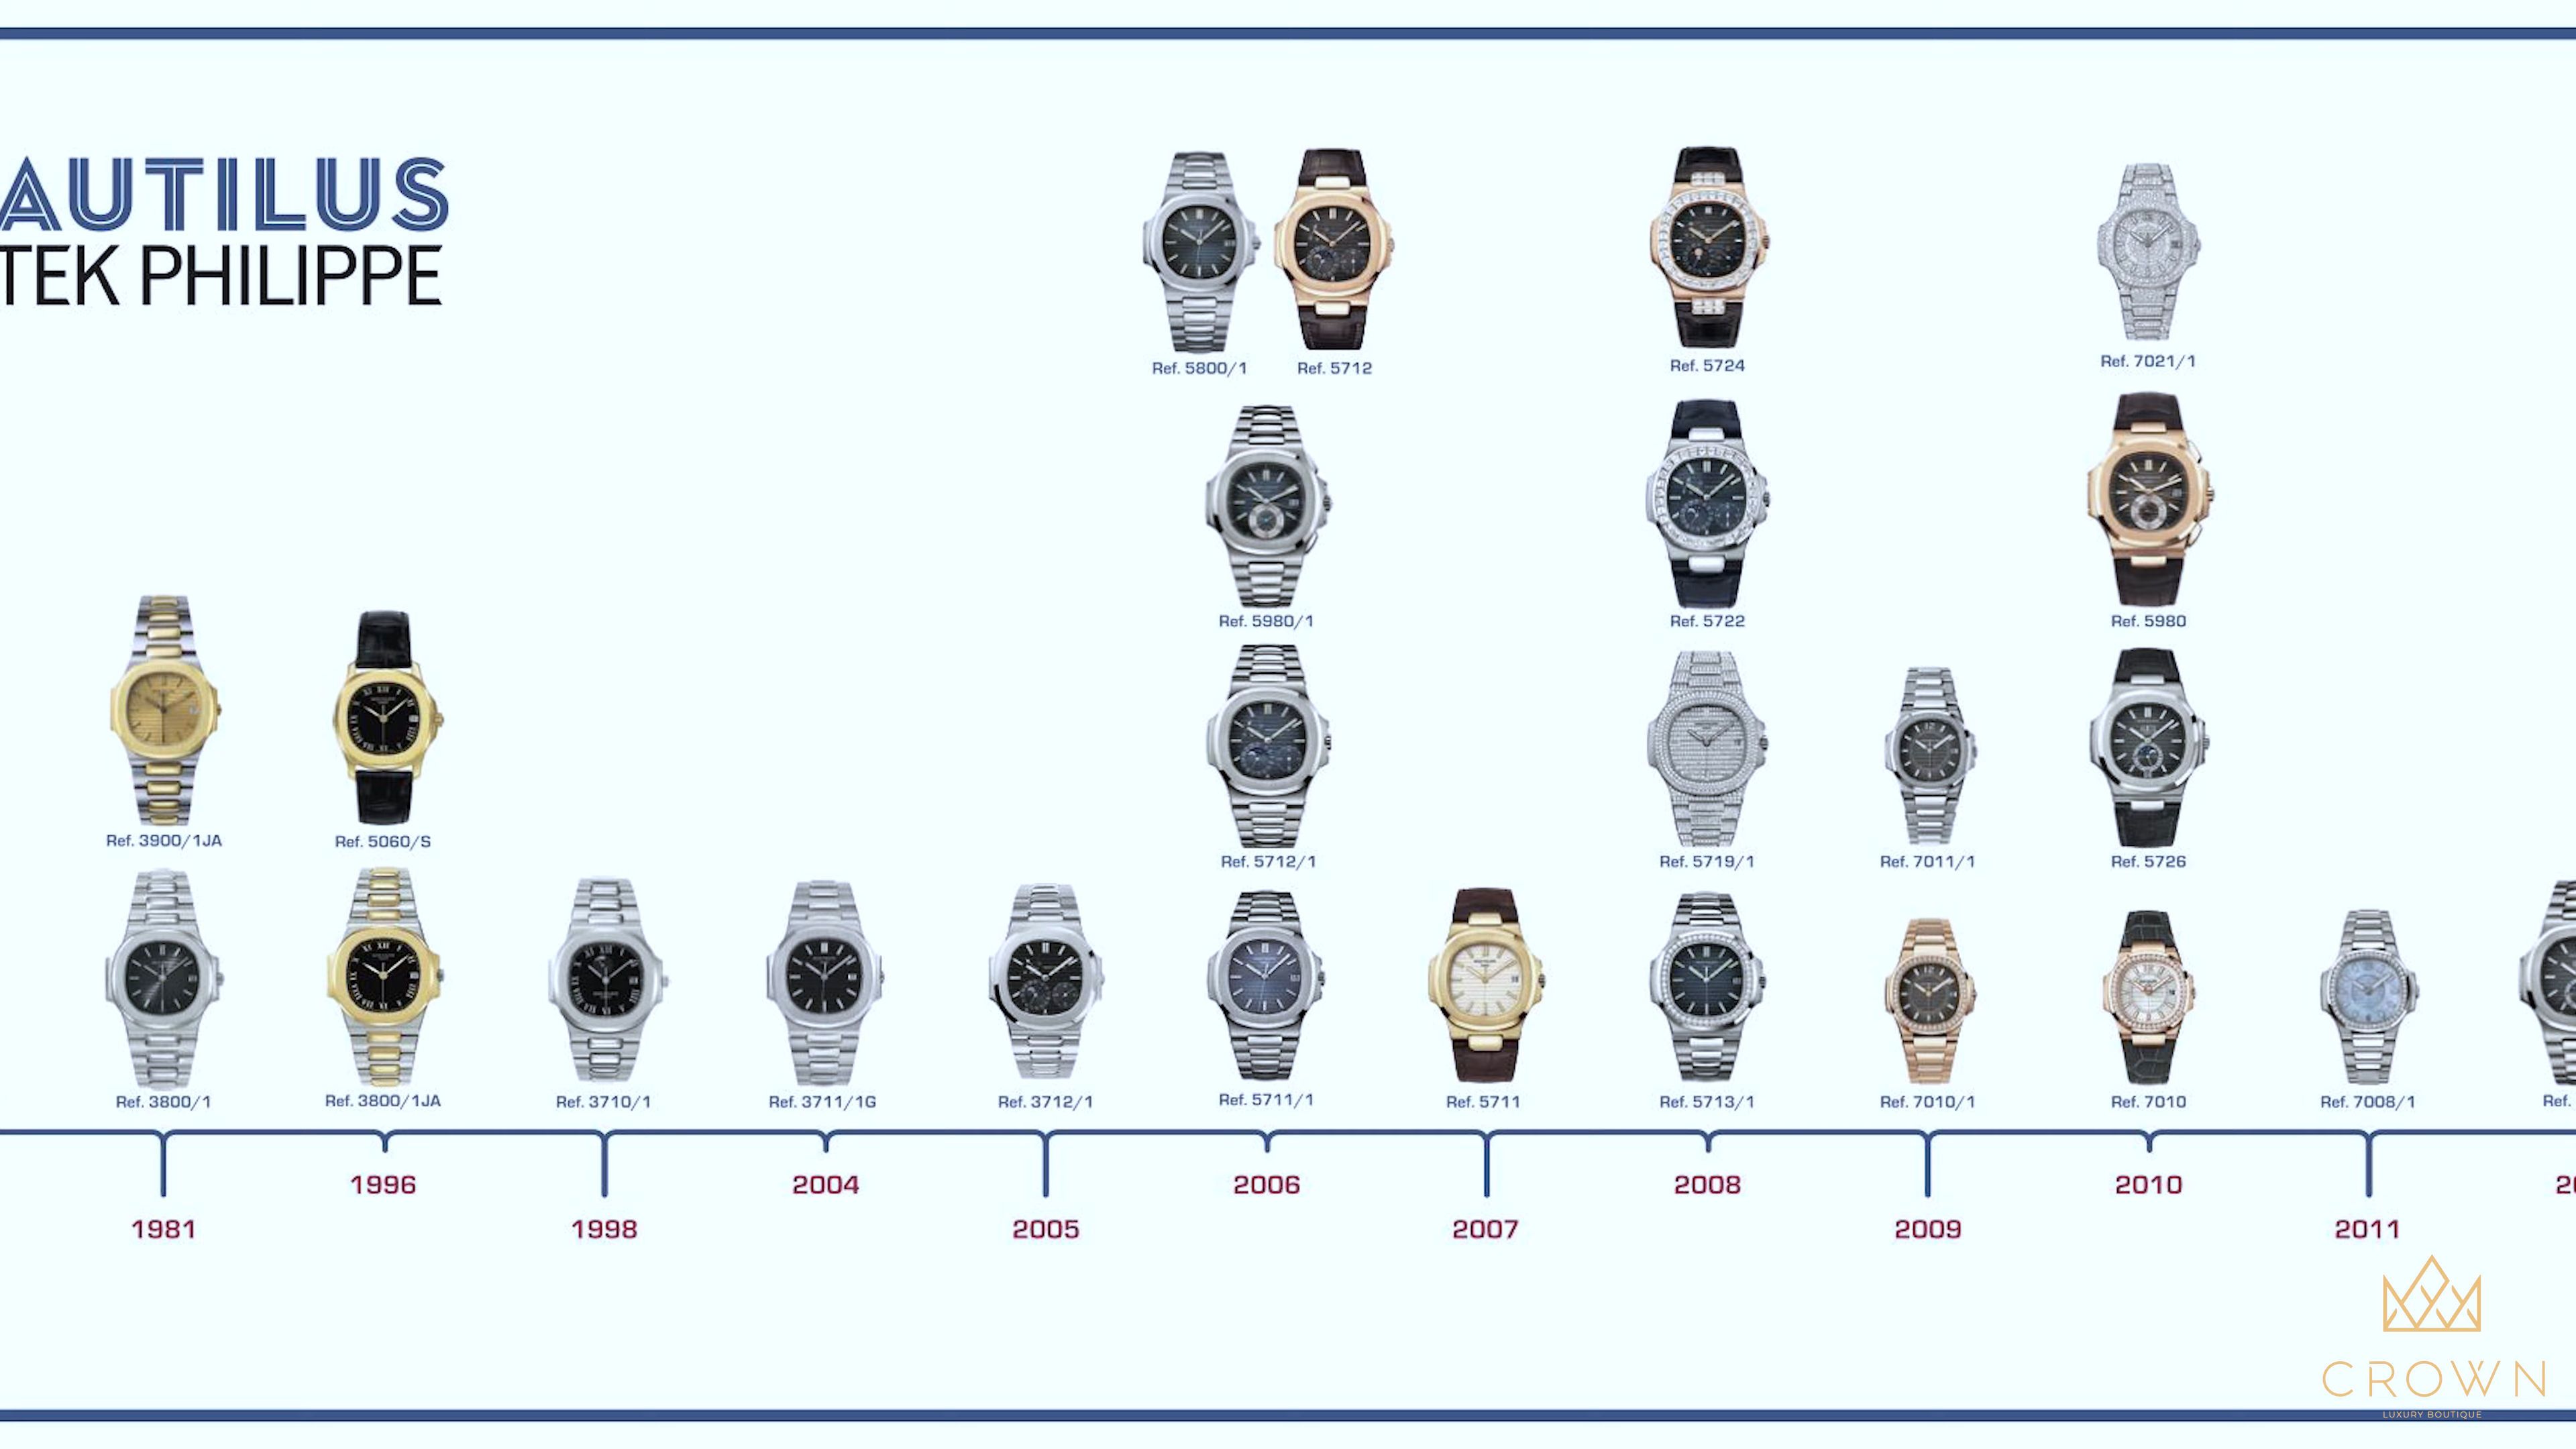 AUTILUS
TEK PHILIPPE
Ref. 5800/1
Ref. 5712
Ref. 5724
Ref. 7021/1
Ref. 5980/1
Ref. 5722
Ref. 5980
Ref. 3900/1JA
Ref. 5060/S
Ref. 5712/1
Ref. 5719/1
Ref. 7011/1
Ref. 5726
Ref. 3800/1
Ref. 3800/1JA
Ref. 3710/1
Ref. 3711/1G
Ref. 3712/1
Ref. 5711/1
Ref. 5711
Ref. 5713/1
Ref. 7010/1
Ref. 7010
Ref. 7008/1
Ref.
1996
2004
2006
2008
2010
1981
1998
2005
2007
2009
2011
CROWN
LUXURY BOUTIQUE